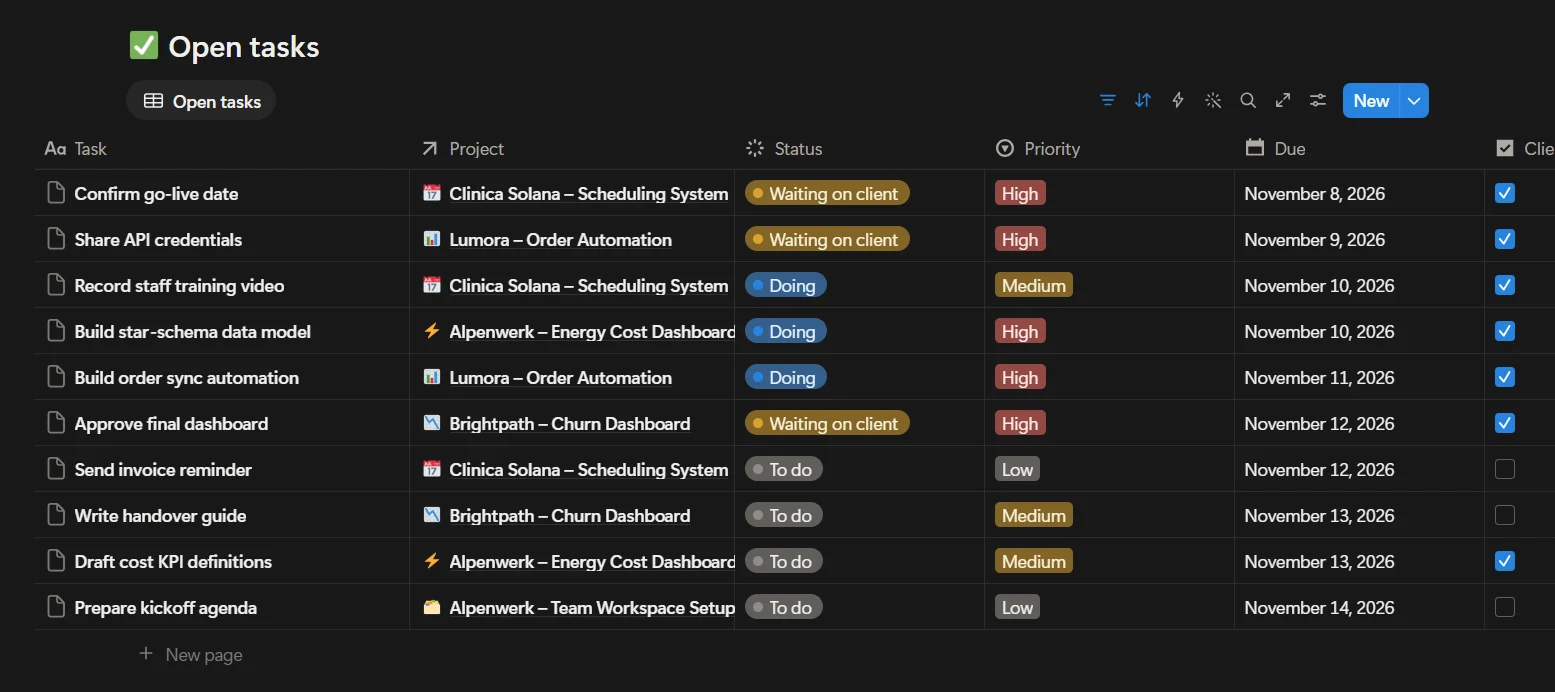 Open tasks
Open tasks
New
Aa Task Project Status Priority Due Clie
Confirm go-live date Clinica Solana – Scheduling System Waiting on client High November 8, 2026
Share API credentials Lumora – Order Automation Waiting on client High November 9, 2026
Record staff training video Clinica Solana – Scheduling System Doing Medium November 10, 2026
Build star-schema data model Alpenwerk – Energy Cost Dashboard Doing High November 10, 2026
Build order sync automation Lumora – Order Automation Doing High November 11, 2026
Approve final dashboard Brightpath – Churn Dashboard Waiting on client High November 12, 2026
Send invoice reminder Clinica Solana – Scheduling System To do Low November 12, 2026
Write handover guide Brightpath – Churn Dashboard To do Medium November 13, 2026
Draft cost KPI definitions Alpenwerk – Energy Cost Dashboard To do Medium November 13, 2026
Prepare kickoff agenda Alpenwerk – Team Workspace Setup To do Low November 14, 2026
+ New page